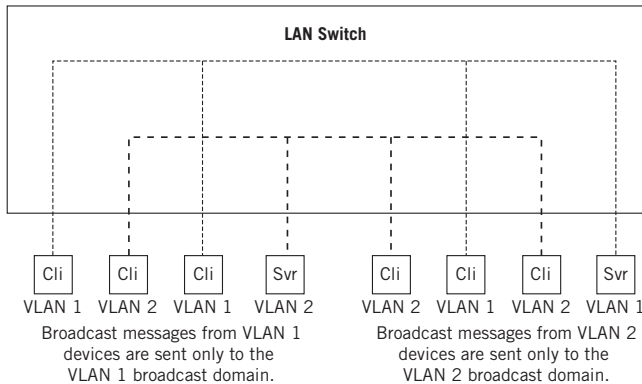 LAN Switch
Cli Cli Cli Svr Cli Cli Cli Svr
VLAN 1 VLAN 2 VLAN 1 VLAN 2 VLAN 2 VLAN 1 VLAN 2 VLAN 1
Broadcast messages from VLAN 1
devices are sent only to the
VLAN 1 broadcast domain.
Broadcast messages from VLAN 2
devices are sent only to the
VLAN 2 broadcast domain.